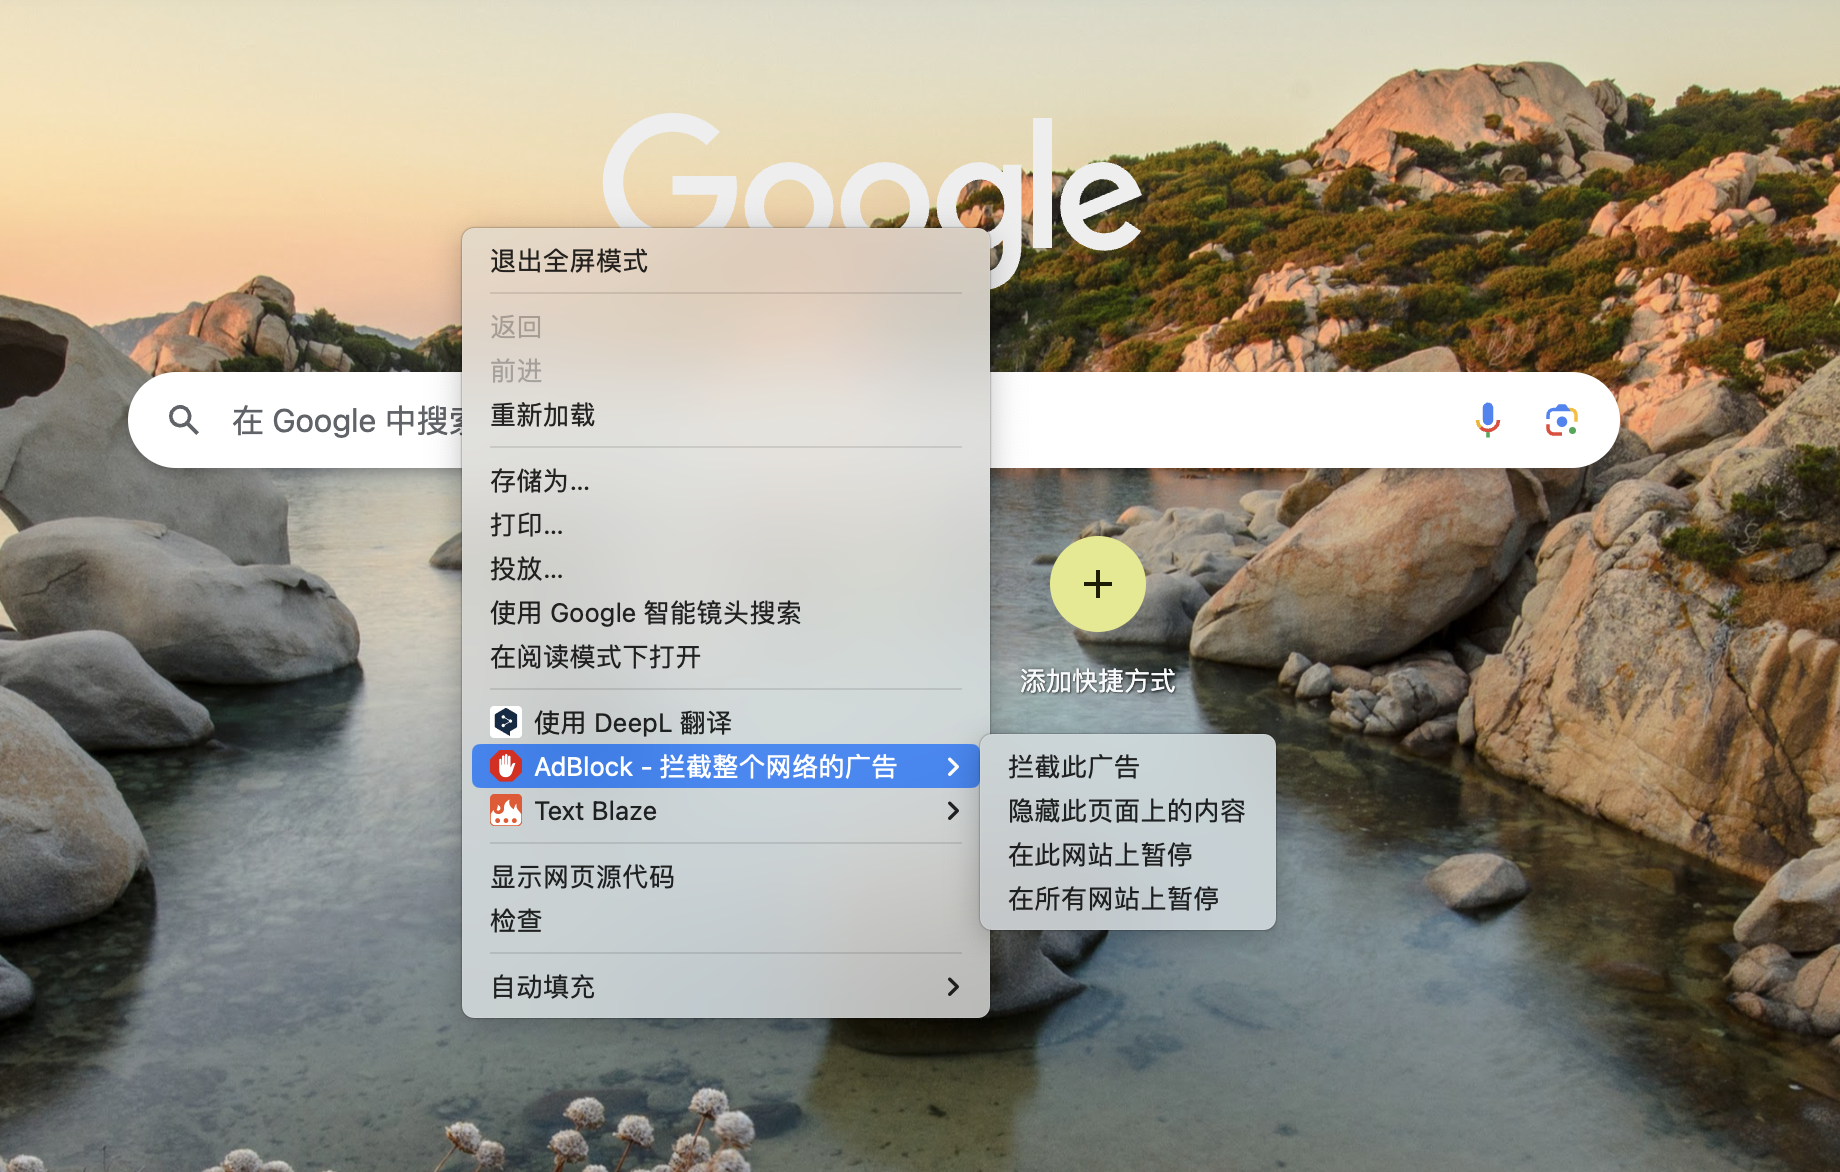 Google
在 Google 中搜索
退出全屏模式
返回
前进
重新加载
存储为...
打印...
投放...
使用 Google 智能镜头搜索
在阅读模式下打开
使用 DeepL 翻译
AdBlock - 拦截整个网络的广告
Text Blaze
显示网页源代码
检查
自动填充
添加快捷方式
拦截此广告
隐藏此页面上的内容
在此网站上暂停
在所有网站上暂停